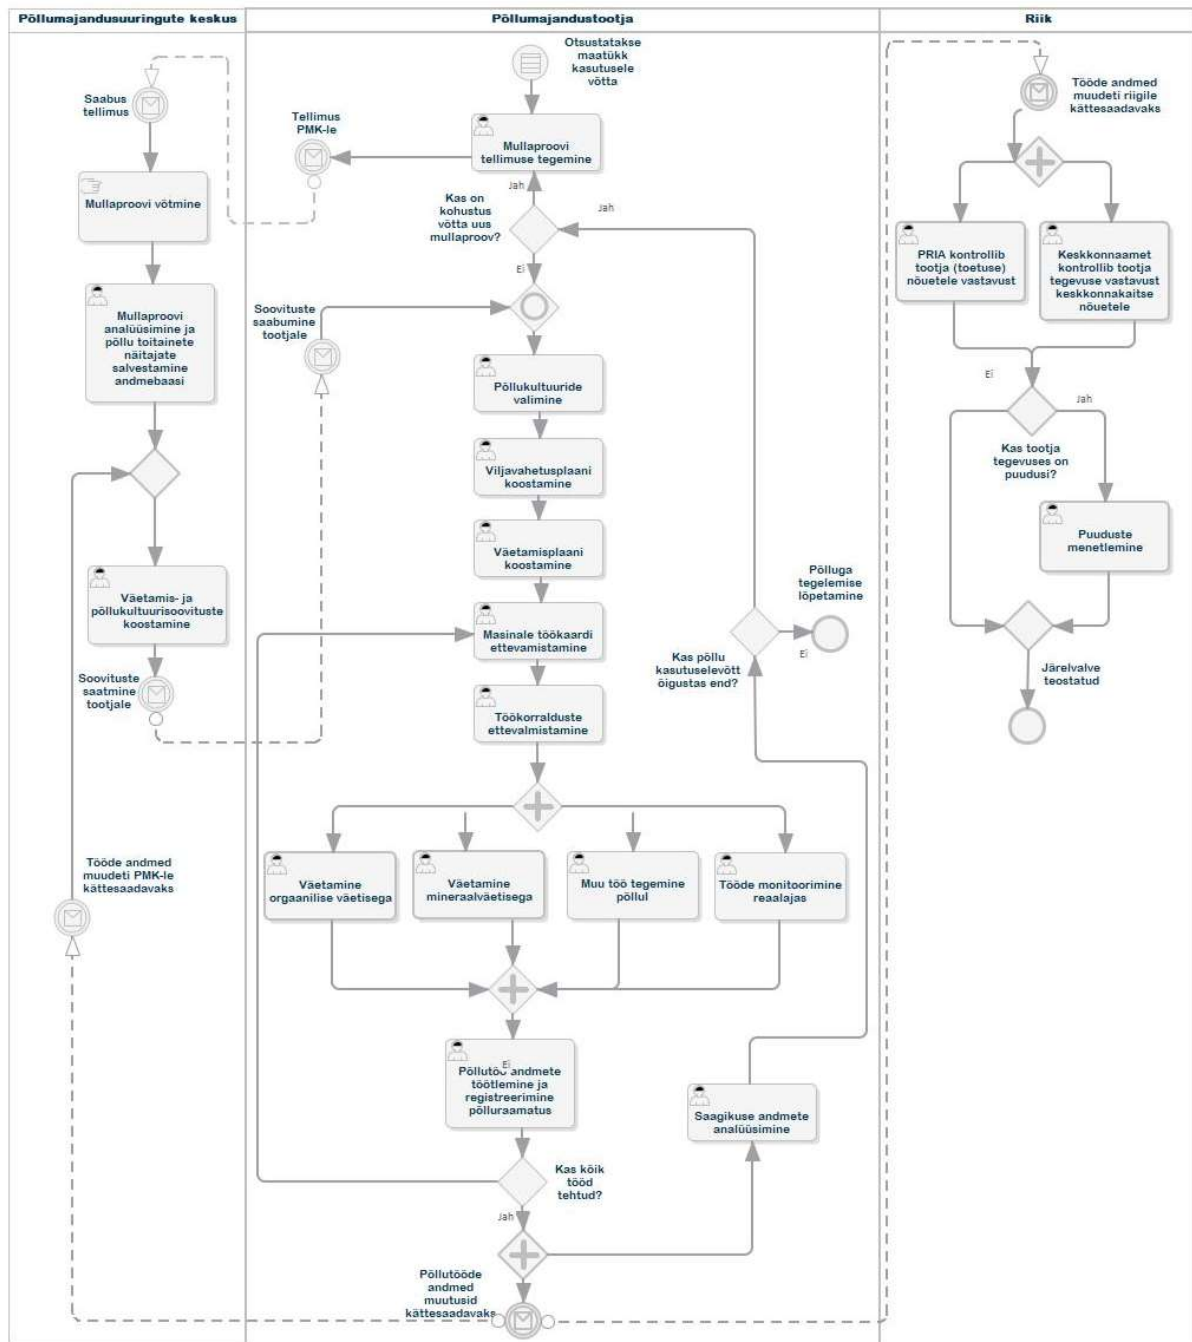 Põllumajandusuuringute keskus
Põllumajandustootja
Riik
Saabus
tellimus
Mullaproovi võtmine
Mullaproovi
analüüsimine ja
põllu toitainete
näitajate
salvestamine
andmebaasi
Väetamis- ja
põllukultuurisoovituste
koostamine
Soovituste
saatmine
tootjale
Tööde andmed
muudeti PMK-le
kättesaadavaks
Otsustatakse
maatükk
kasutusele
võtta
Tellimus
PMK-le
Mullaproovi
tellimuse tegemine
Jah
Kas on
kohustus
võtta uus
mullaproov?
Jah
Ei
Soovituste
saabumine
tootjale
Põllukultuuride
valimine
Viljavahetusplaani
koostamine
Väetamisplaani
koostamine
Masinale töökaardi
ettevamistamine
Töökorralduste
ettevalmistamine
Põlluga
tegelemise
lõpetamine
Ei
Kas põllu
kasutuselevõtt
õigustas end?
Väetamine
orgaanilise väetisega
Väetamine
mineraalväetisega
Muu töö tegemine
põllul
Tööde monitoorimine
reaalajas
Ei
Põllutöö andmete
töötlemine ja
registreerimine
põlluraamatus
Saagikuse andmete
analüüsimine
Kas kõik
tööd
tehtud?
Jah
Põllutööde
andmed
muutusid
kättesaadavaks
Tööde andmed
muudeti riigile
kättesaadavaks
PRIA kontrollib
tootja (toetuse)
nõuetele vastavust
Keskkonnaamet
kontrollib tootja
tegevuse vastavust
keskkonnakaitse
nõuetele
Ei
Jah
Kas tootja
tegevuses on
puudusi?
Puuduste
menetlemine
Järelvalve
teostatud